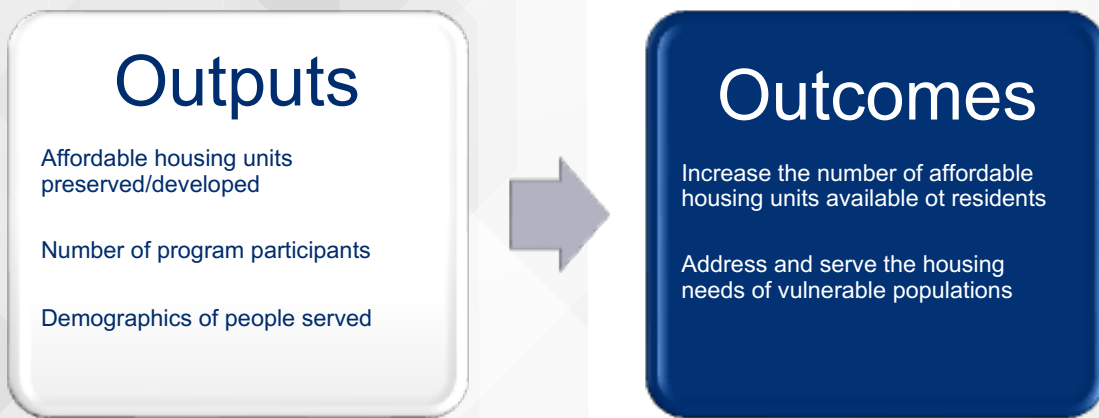 Outputs
Affordable housing units
preserved/developed
Number of program participants
Demographics of people served
Outcomes
Increase the number of affordable
housing units available ot residents
Address and serve the housing
needs of vulnerable populations